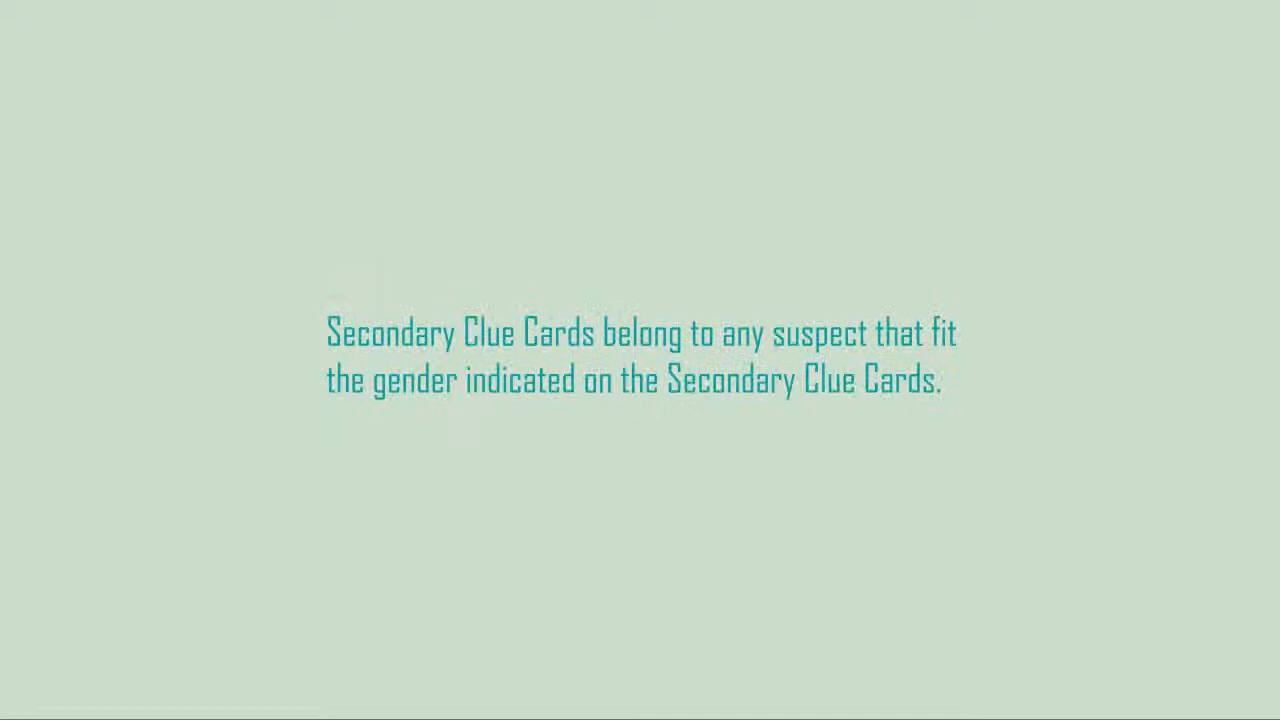 Secondary Clue Cards belong to any suspect that fit
the gender indicated on the Secondary Clue Cards.